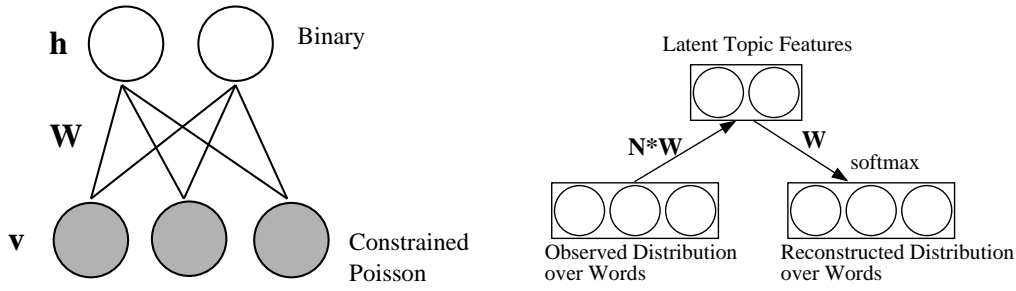 h
Binary
W
v
Constrained
Poisson
Latent Topic Features
N*W
W
softmax
Observed Distribution
over Words
Reconstructed Distribution
over Words